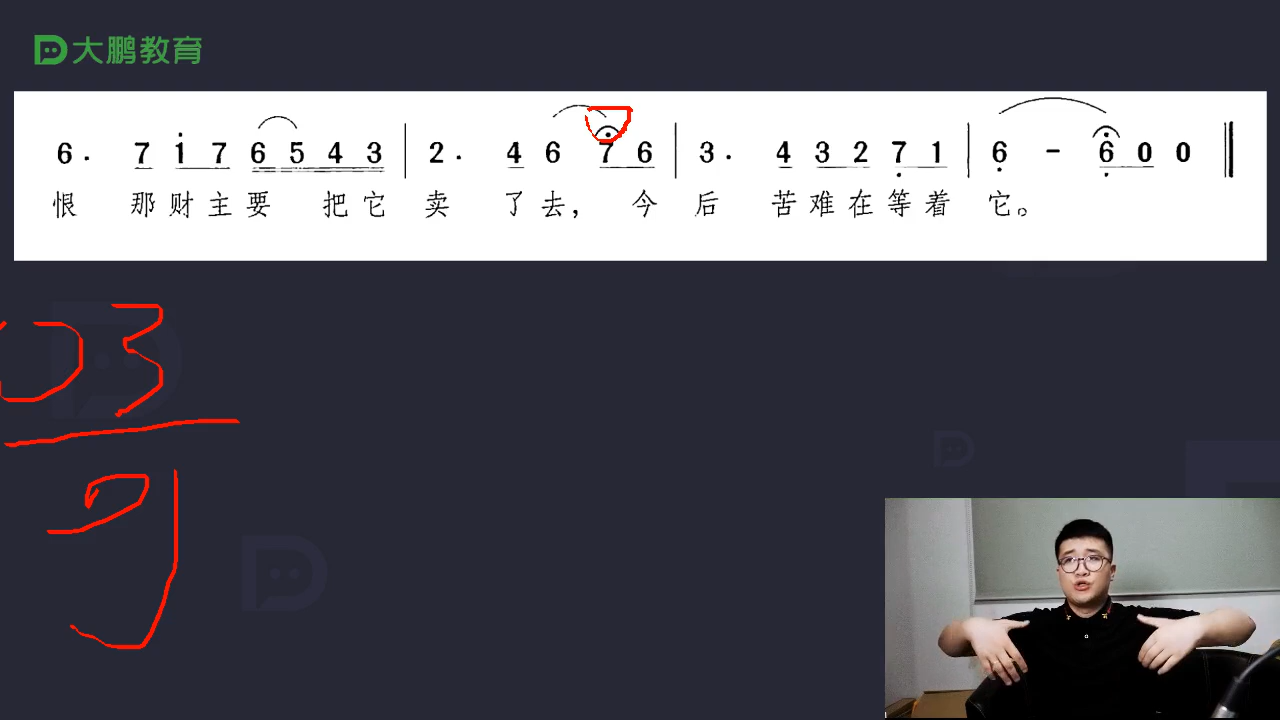 大鹏教育
6. 7 i 7 6 5 4 3 | 2. 4 6 7 6 | 3. 4 3 2 7 1 | 6 - 6 0 0 ‖
恨 那财主要 把它 卖 了去, 今 后 苦难在等着 它。
03